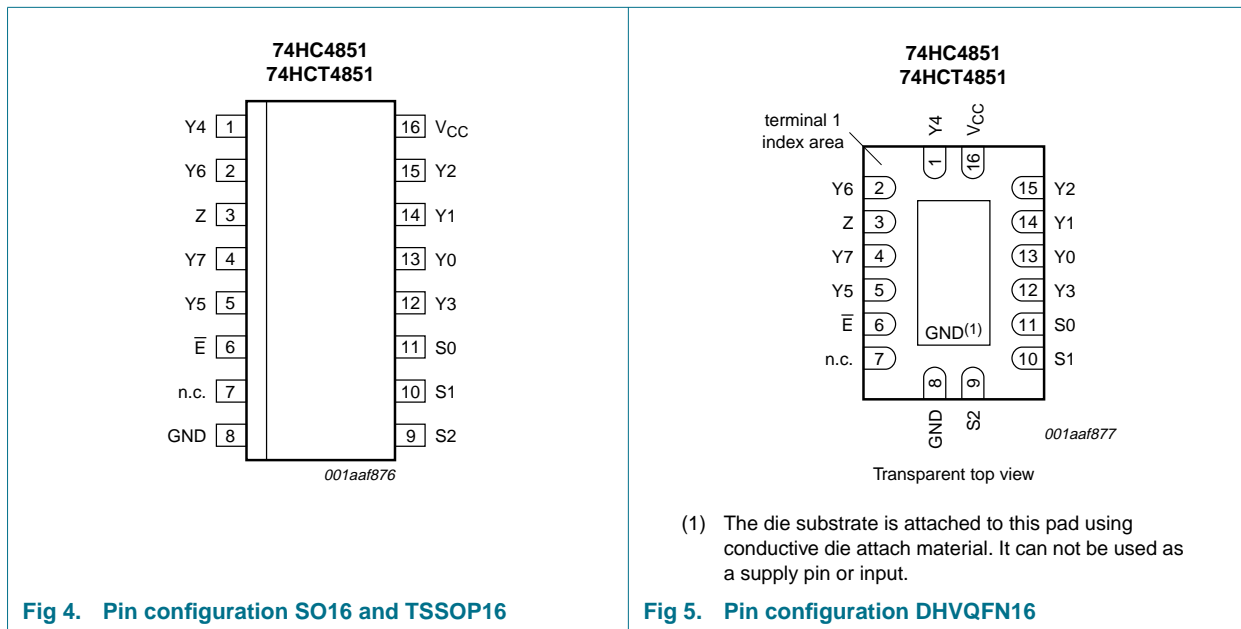 74HC4851
74HCT4851
Y4 1
16 VCC
Y6 2
15 Y2
Z 3
14 Y1
Y7 4
13 Y0
Y5 5
12 Y3
E̅ 6
11 S0
n.c. 7
10 S1
GND 8
9 S2
001aaf876
Fig 4. Pin configuration SO16 and TSSOP16
74HC4851
74HCT4851
terminal 1
index area
Y4
VCC
1
16
Y6 2
15 Y2
Z 3
14 Y1
Y7 4
13 Y0
Y5 5
12 Y3
E̅ 6
11 S0
GND(1)
n.c. 7
10 S1
8
9
GND
S2
001aaf877
Transparent top view
(1) The die substrate is attached to this pad using
conductive die attach material. It can not be used as
a supply pin or input.
Fig 5. Pin configuration DHVQFN16